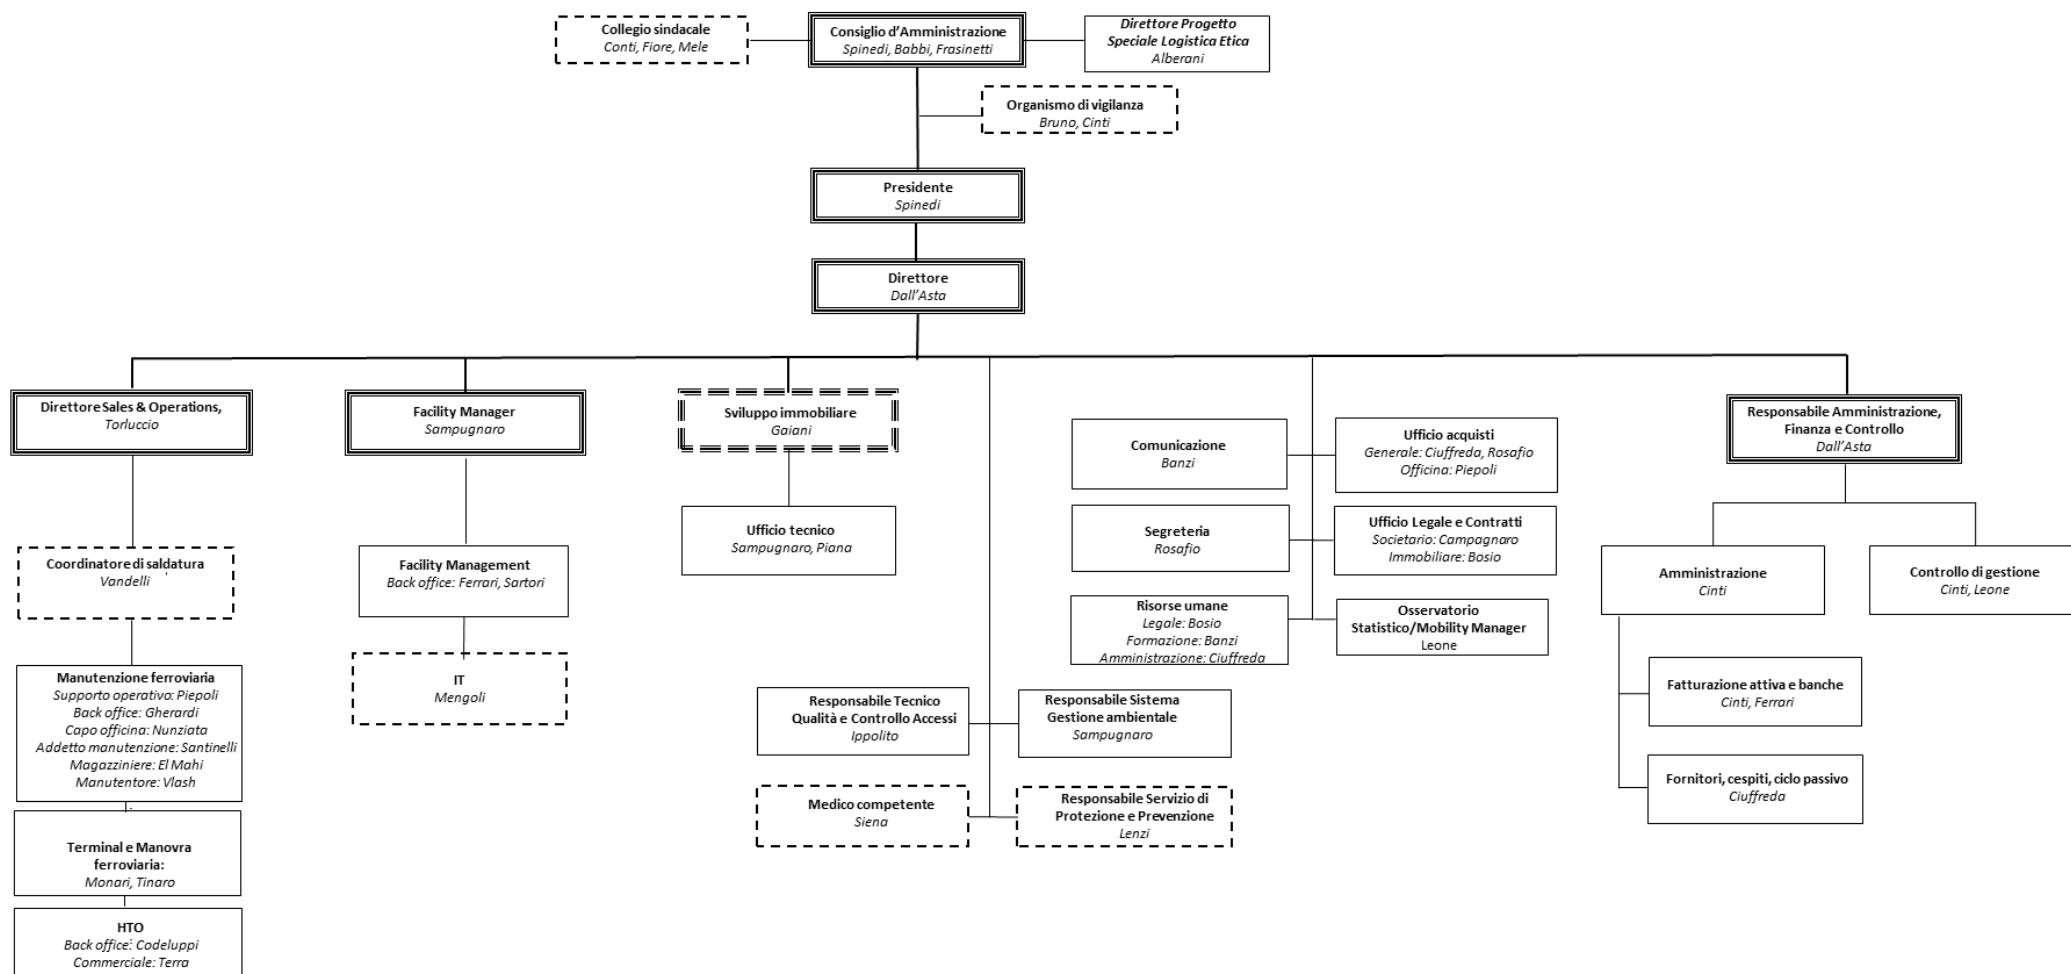 Collegio sindacale
Conti, Fiore, Mele
Consiglio d'Amministrazione
Spinedi, Babbi, Frasinetti
Direttore Progetto
Speciale Logistica Etica
Alberani
Organismo di vigilanza
Bruno, Cinti
Presidente
Spinedi
Direttore
Dall'Asta
Direttore Sales & Operations,
Torluccio
Facility Manager
Sampugnaro
Sviluppo immobiliare
Gaiani
Comunicazione
Banzi
Ufficio acquisti
Generale: Ciuffreda, Rosafio
Officina: Piepoli
Responsabile Amministrazione,
Finanza e Controllo
Dall'Asta
Coordinatore di saldatura
Vandelli
Facility Management
Back office: Ferrari, Sartori
Ufficio tecnico
Sampugnaro, Piana
Segreteria
Rosafio
Ufficio Legale e Contratti
Societario: Campagnaro
Immobiliare: Bosio
Amministrazione
Cinti
Controllo di gestione
Cinti, Leone
Risorse umane
Legale: Bosio
Formazione: Banzi
Amministrazione: Ciuffreda
Osservatorio
Statistico/Mobility Manager
Leone
Manutenzione ferroviaria
Supporto operativo: Piepoli
Back office: Gherardi
Capo officina: Nunziata
Addetto manutenzione: Santinelli
Magazziniere: El Mahi
Manutentore: Vlash
IT
Mengoli
Responsabile Tecnico
Qualità e Controllo Accessi
Ippolito
Responsabile Sistema
Gestione ambientale
Sampugnaro
Fatturazione attiva e banche
Cinti, Ferrari
Medico competente
Siena
Responsabile Servizio di
Protezione e Prevenzione
Lenzi
Fornitori, cespiti, ciclo passivo
Ciuffreda
Terminal e Manovra
ferroviaria:
Monari, Tinaro
HTO
Back office: Codeluppi
Commerciale: Terra